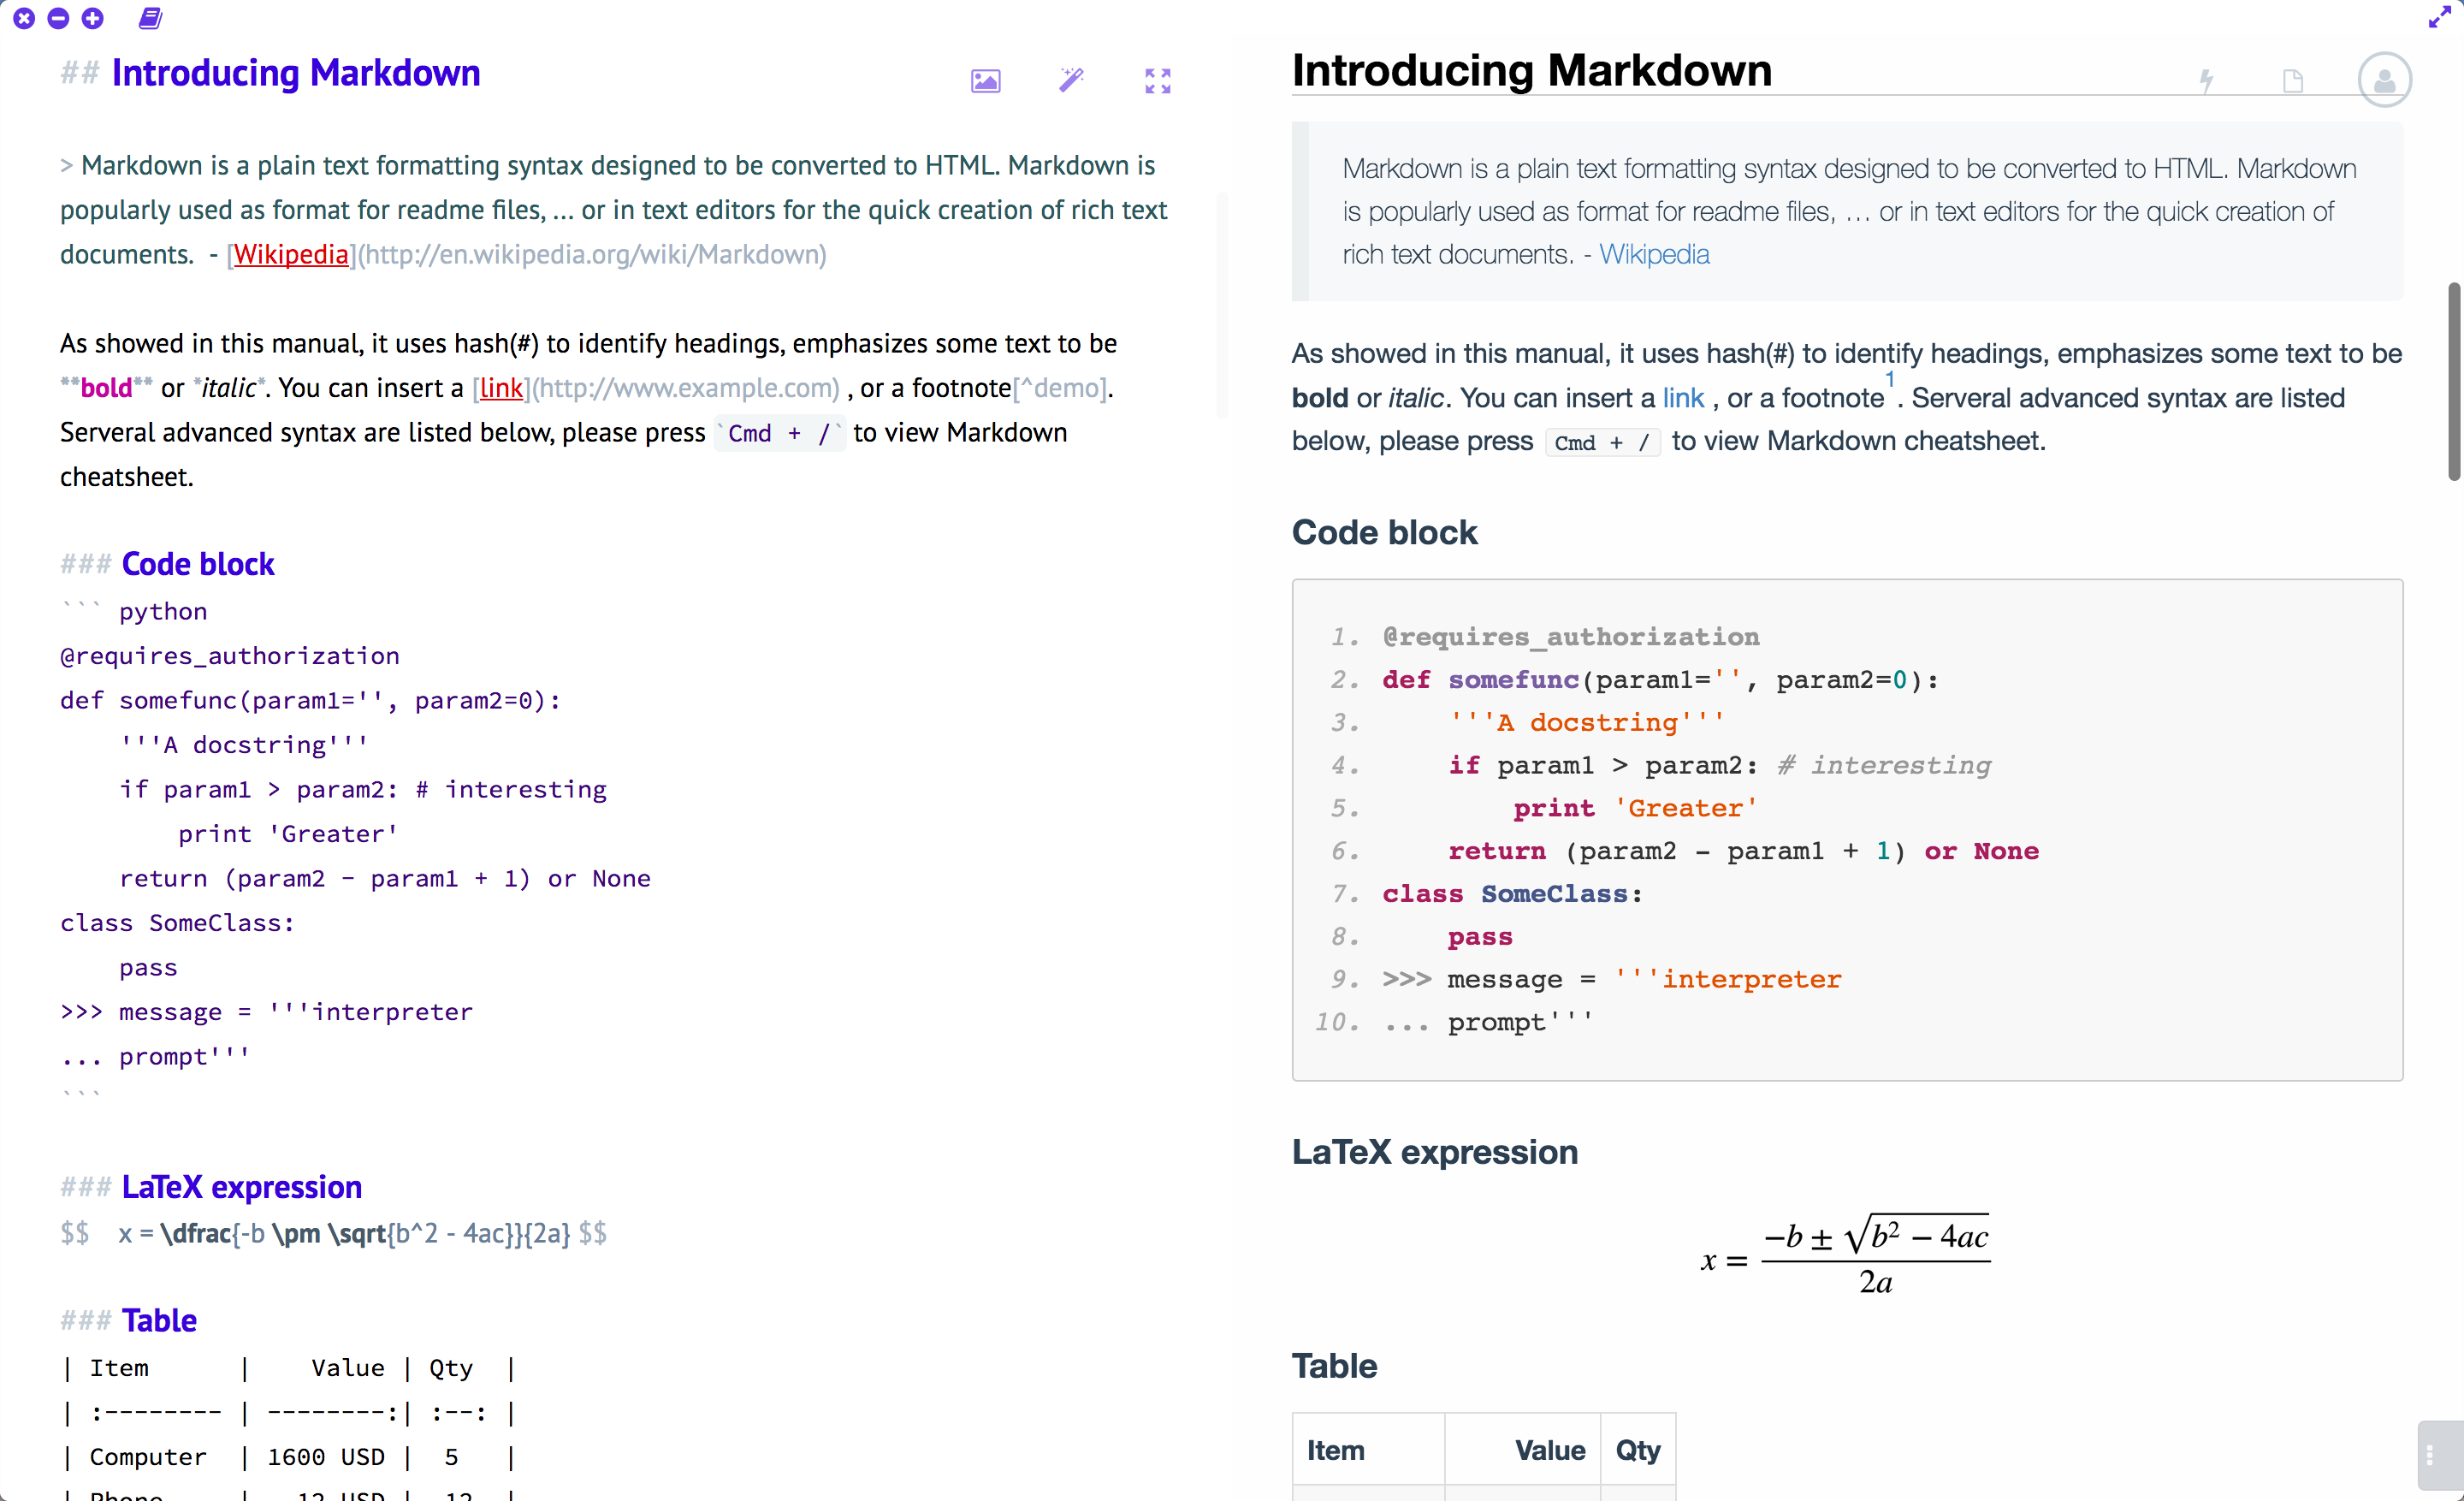 ## Introducing Markdown
> Markdown is a plain text formatting syntax designed to be converted to HTML. Markdown is
popularly used as format for readme files, ... or in text editors for the quick creation of rich text
documents.  - [Wikipedia](http://en.wikipedia.org/wiki/Markdown)
As showed in this manual, it uses hash(#) to identify headings, emphasizes some text to be
**bold** or *italic*. You can insert a [link](http://www.example.com) , or a footnote[^demo].
Serveral advanced syntax are listed below, please press `Cmd + /` to view Markdown
cheatsheet.
### Code block
``` python
@requires_authorization
def somefunc(param1='', param2=0):
    '''A docstring'''
    if param1 > param2: # interesting
        print 'Greater'
    return (param2 - param1 + 1) or None
class SomeClass:
    pass
>>> message = '''interpreter
... prompt'''
```
### LaTeX expression
$$    x = \dfrac{-b \pm \sqrt{b^2 - 4ac}}{2a} $$
### Table
| Item      |    Value | Qty  |
| :-------- | --------:| :--: |
| Computer  | 1600 USD |  5   |
| Phone     |   12 USD |  12  |
Introducing Markdown
Markdown is a plain text formatting syntax designed to be converted to HTML. Markdown
is popularly used as format for readme files, ... or in text editors for the quick creation of
rich text documents. - Wikipedia
As showed in this manual, it uses hash(#) to identify headings, emphasizes some text to be
bold or italic. You can insert a link , or a footnote1. Serveral advanced syntax are listed
below, please press Cmd + / to view Markdown cheatsheet.
Code block
1. @requires_authorization
2. def somefunc(param1='', param2=0):
3.     '''A docstring'''
4.     if param1 > param2: # interesting
5.         print 'Greater'
6.     return (param2 - param1 + 1) or None
7. class SomeClass:
8.     pass
9. >>> message = '''interpreter
10. ... prompt'''
LaTeX expression
x = −b ± √b² − 4ac
2a
Table
Item Value Qty